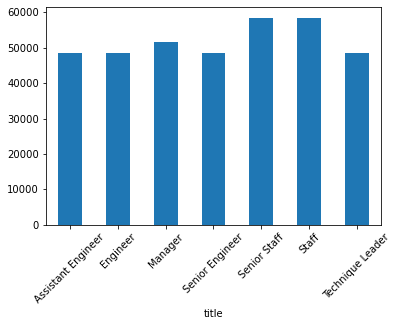 60000
50000
40000
30000
20000
10000
0
Assistant Engineer
Engineer
Manager
Senior Engineer
Senior Staff
Staff
Technique Leader
title